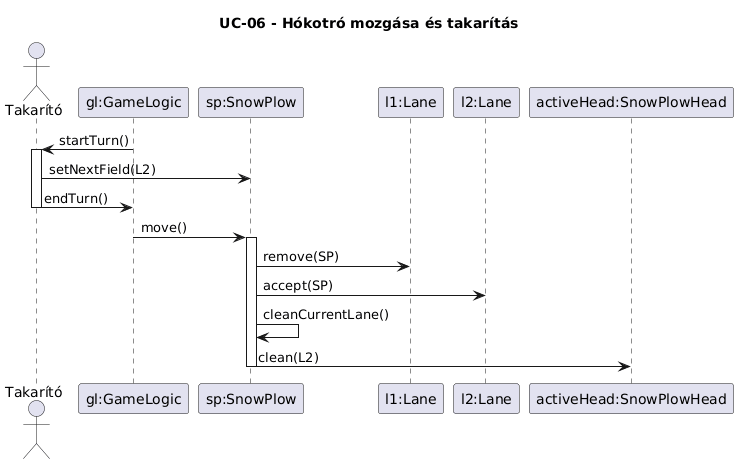 UC-06 - Hókotró mozgása és takarítás
Takarító
gl:GameLogic
sp:SnowPlow
l1:Lane
l2:Lane
activeHead:SnowPlowHead
startTurn()
setNextField(L2)
endTurn()
move()
remove(SP)
accept(SP)
cleanCurrentLane()
clean(L2)
Takarító
gl:GameLogic
sp:SnowPlow
l1:Lane
l2:Lane
activeHead:SnowPlowHead